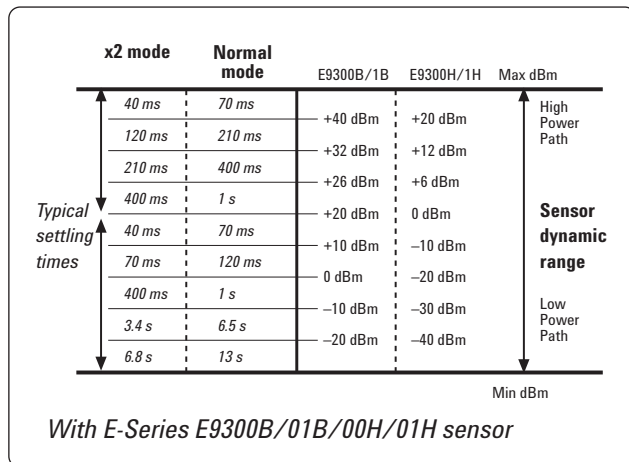 x2 mode Normal mode E9300B/1B E9300H/1H Max dBm
40 ms 70 ms
+40 dBm +20 dBm
120 ms 210 ms
+32 dBm +12 dBm
210 ms 400 ms
+26 dBm +6 dBm
400 ms 1 s
+20 dBm 0 dBm
40 ms 70 ms
+10 dBm –10 dBm
70 ms 120 ms
0 dBm –20 dBm
400 ms 1 s
–10 dBm –30 dBm
3.4 s 6.5 s
–20 dBm –40 dBm
6.8 s 13 s
Typical
settling
times
High
Power
Path
Sensor
dynamic
range
Low
Power
Path
Min dBm
With E-Series E9300B/01B/00H/01H sensor